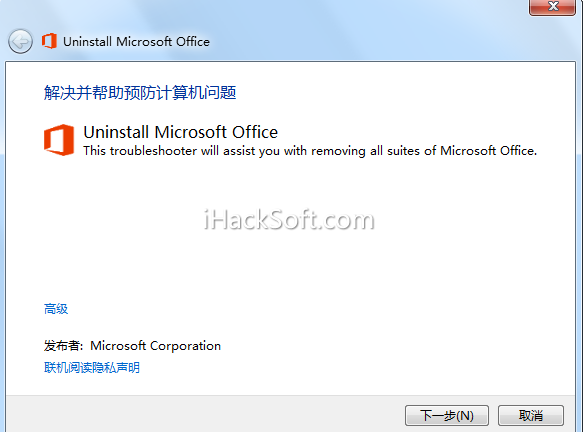 Uninstall Microsoft Office
解决并帮助预防计算机问题
Uninstall Microsoft Office
This troubleshooter will assist you with removing all suites of Microsoft Office.
iHackSoft.com
高级
发布者: Microsoft Corporation
联机阅读隐私声明
下一步(N) 取消